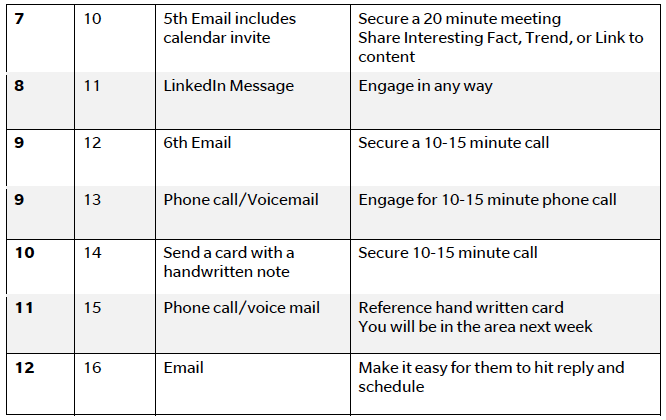 7 10 5th Email includes Secure a 20 minute meeting
calendar invite Share Interesting Fact, Trend, or Link to
content
8 11 LinkedIn Message Engage in any way
9 12 6th Email Secure a 10-15 minute call
9 13 Phone call/Voicemail Engage for 10-15 minute phone call
10 14 Send a card with a Secure 10-15 minute call
handwritten note
11 15 Phone call/voice mail Reference hand written card
You will be in the area next week
12 16 Email Make it easy for them to hit reply and
schedule